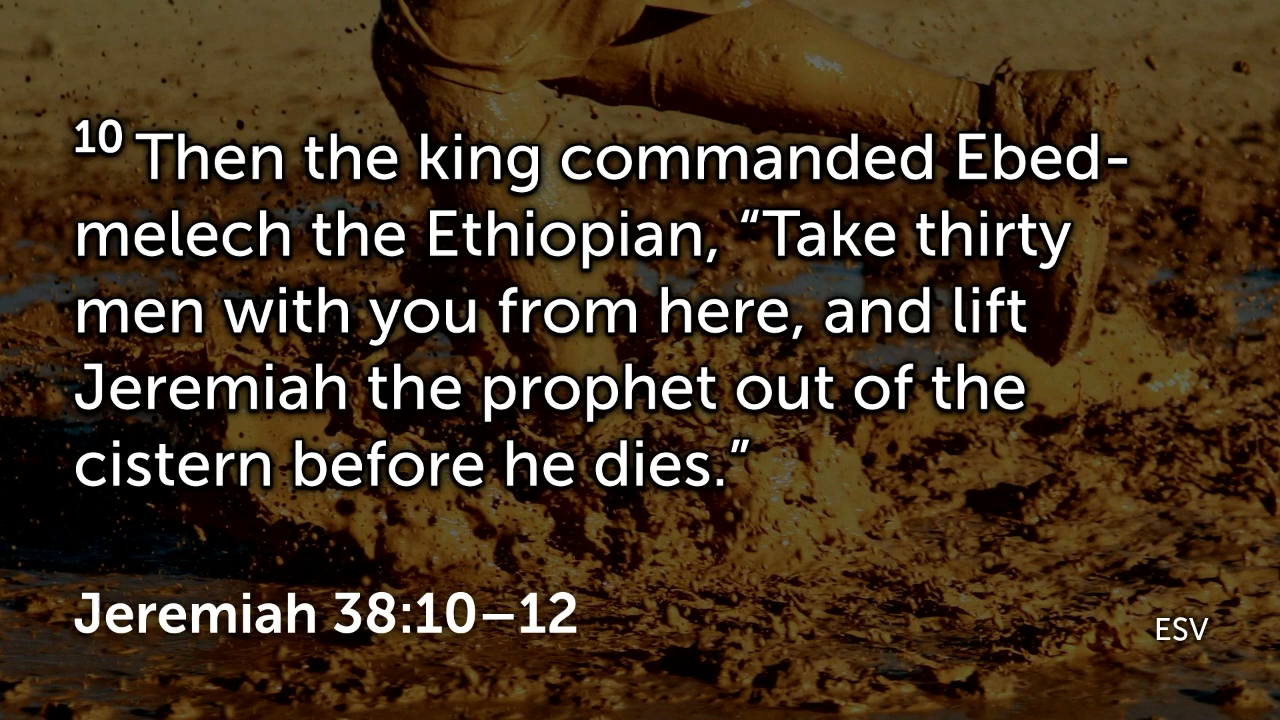 10 Then the king commanded Ebed-
melech the Ethiopian, “Take thirty
men with you from here, and lift
Jeremiah the prophet out of the
cistern before he dies.”
Jeremiah 38:10–12
ESV